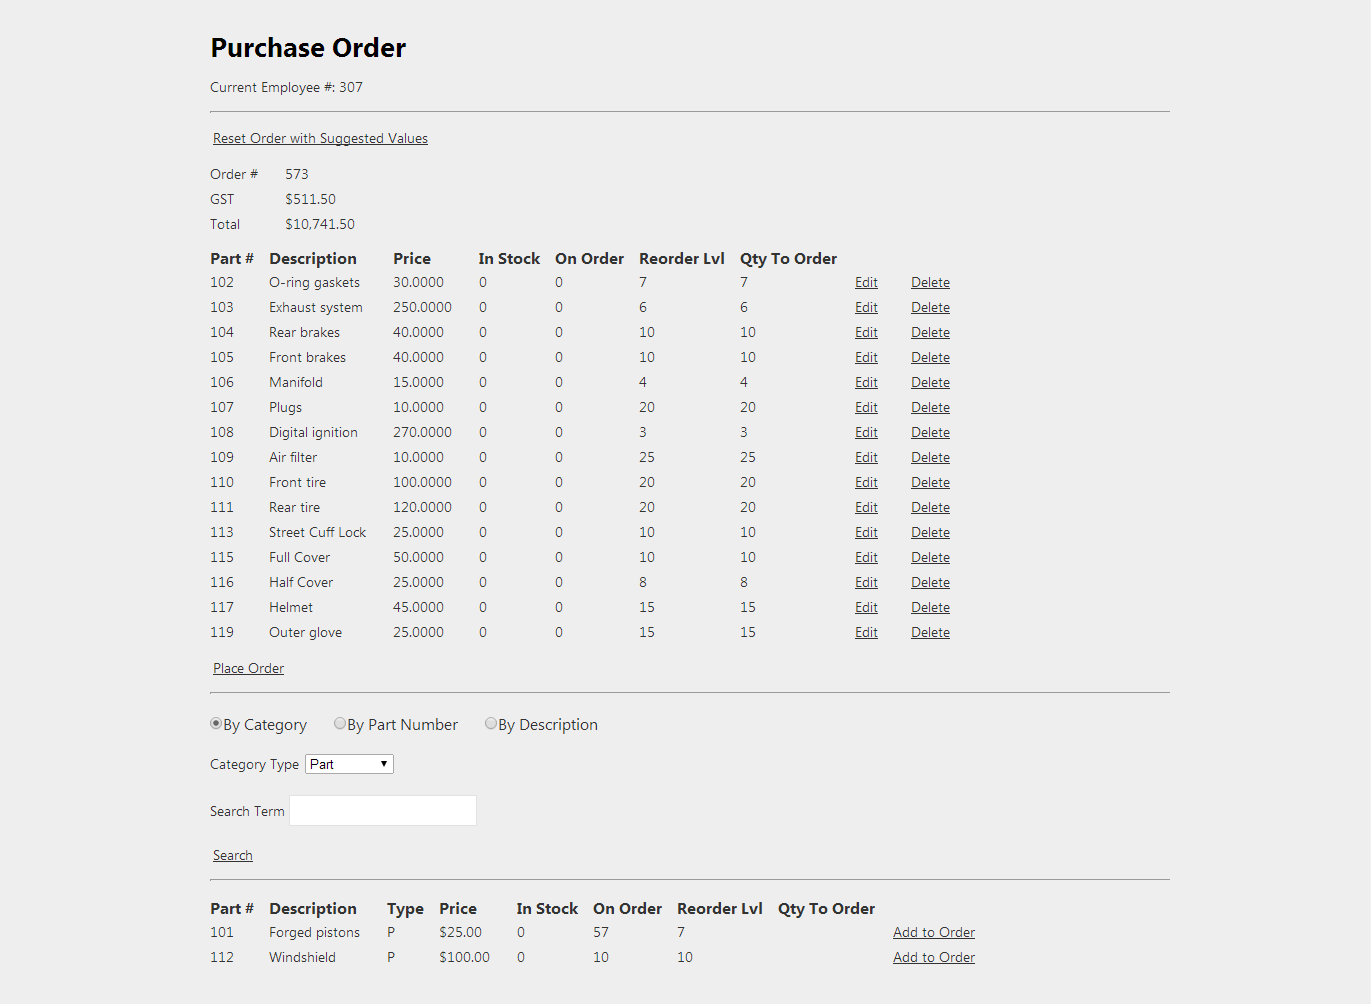 Purchase Order
Current Employee #: 307
Reset Order with Suggested Values
Order # 573
GST $511.50
Total $10,741.50
Part # Description Price In Stock On Order Reorder Lvl Qty To Order
102 O-ring gaskets 30.0000 0 0 7 7 Edit Delete
103 Exhaust system 250.0000 0 0 6 6 Edit Delete
104 Rear brakes 40.0000 0 0 10 10 Edit Delete
105 Front brakes 40.0000 0 0 10 10 Edit Delete
106 Manifold 15.0000 0 0 4 4 Edit Delete
107 Plugs 10.0000 0 0 20 20 Edit Delete
108 Digital ignition 270.0000 0 0 3 3 Edit Delete
109 Air filter 10.0000 0 0 25 25 Edit Delete
110 Front tire 100.0000 0 0 20 20 Edit Delete
111 Rear tire 120.0000 0 0 20 20 Edit Delete
113 Street Cuff Lock 25.0000 0 0 10 10 Edit Delete
115 Full Cover 50.0000 0 0 10 10 Edit Delete
116 Half Cover 25.0000 0 0 8 8 Edit Delete
117 Helmet 45.0000 0 0 15 15 Edit Delete
119 Outer glove 25.0000 0 0 15 15 Edit Delete
Place Order
By Category By Part Number By Description
Category Type Part
Search Term
Search
Part # Description Type Price In Stock On Order Reorder Lvl Qty To Order
101 Forged pistons P $25.00 0 57 7 Add to Order
112 Windshield P $100.00 0 10 10 Add to Order